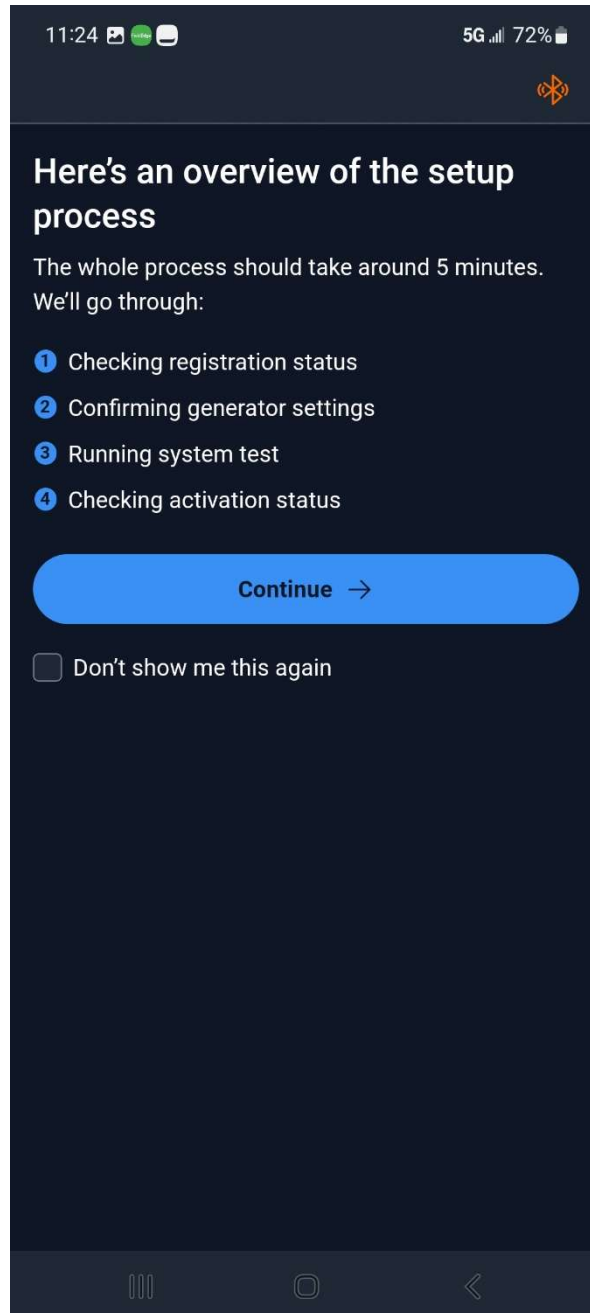 11:24
5G 72%
Here's an overview of the setup
process
The whole process should take around 5 minutes.
We'll go through:
1 Checking registration status
2 Confirming generator settings
3 Running system test
4 Checking activation status
Continue →
Don't show me this again